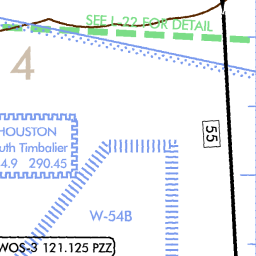 SEE L-22 FOR DETAIL
4
HOUSTON
uth Timbalier
4.9 290.45
55
W-54B
WOS-3 121.125 PZZ